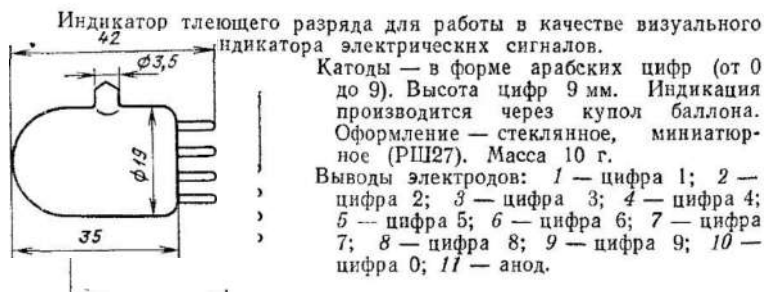 Индикатор тлеющего разряда для работы в качестве визуального
ндикатора электрических сигналов.
Катоды — в форме арабских цифр (от 0
до 9). Высота цифр 9 мм. Индикация
производится через купол баллона.
Оформление — стеклянное, миниатюр-
ное (РШ27). Масса 10 г.
Выводы электродов: 1 — цифра 1; 2 —
цифра 2; 3 — цифра 3; 4 — цифра 4;
5 — цифра 5; 6 — цифра 6; 7 — цифра
7; 8 — цифра 8; 9 — цифра 9; 10 —
цифра 0; 11 — анод.
42
ϕ3,5
ϕ19
35